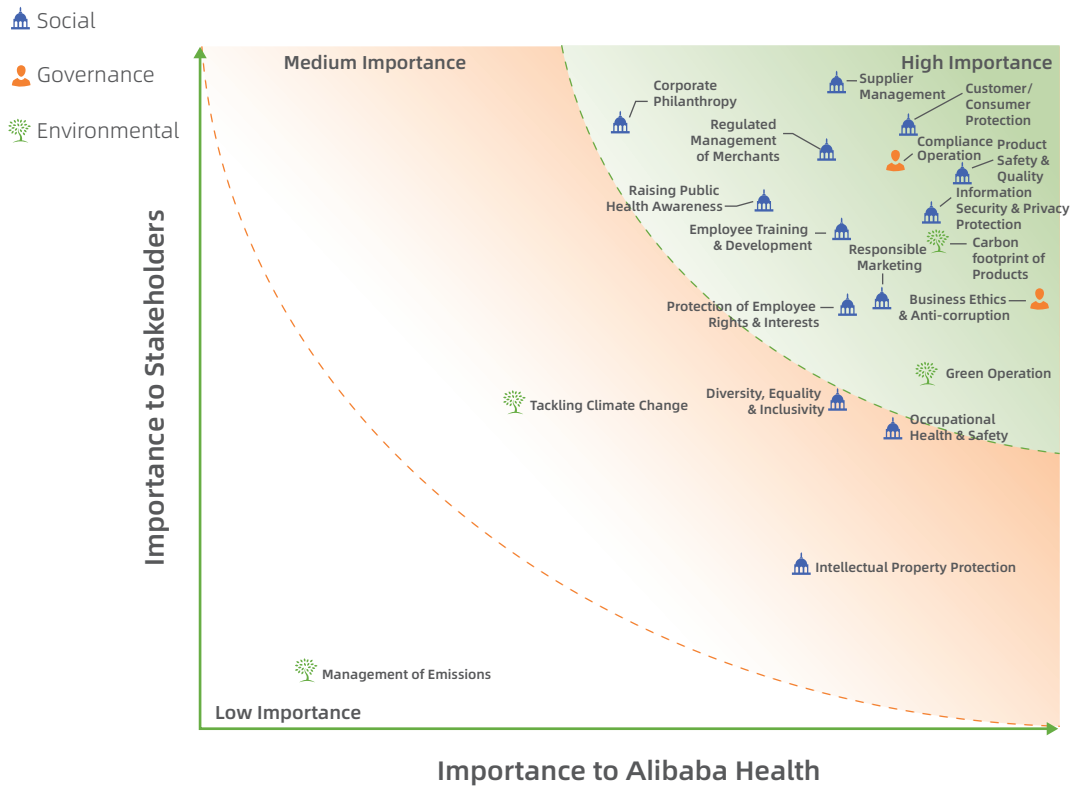 Social
Governance
Environmental
Medium Importance
High Importance
Corporate
Philanthropy
Supplier
Management
Customer/
Consumer
Protection
Regulated
Management
of Merchants
Compliance
Operation
Product
Safety &
Quality
Raising Public
Health Awareness
Information
Security & Privacy
Protection
Employee Training
& Development
Carbon
footprint of
Products
Responsible
Marketing
Protection of Employee
Rights & Interests
Business Ethics
& Anti-corruption
Green Operation
Tackling Climate Change
Diversity, Equality
& Inclusivity
Occupational
Health & Safety
Intellectual Property Protection
Management of Emissions
Low Importance
Importance to Stakeholders
Importance to Alibaba Health